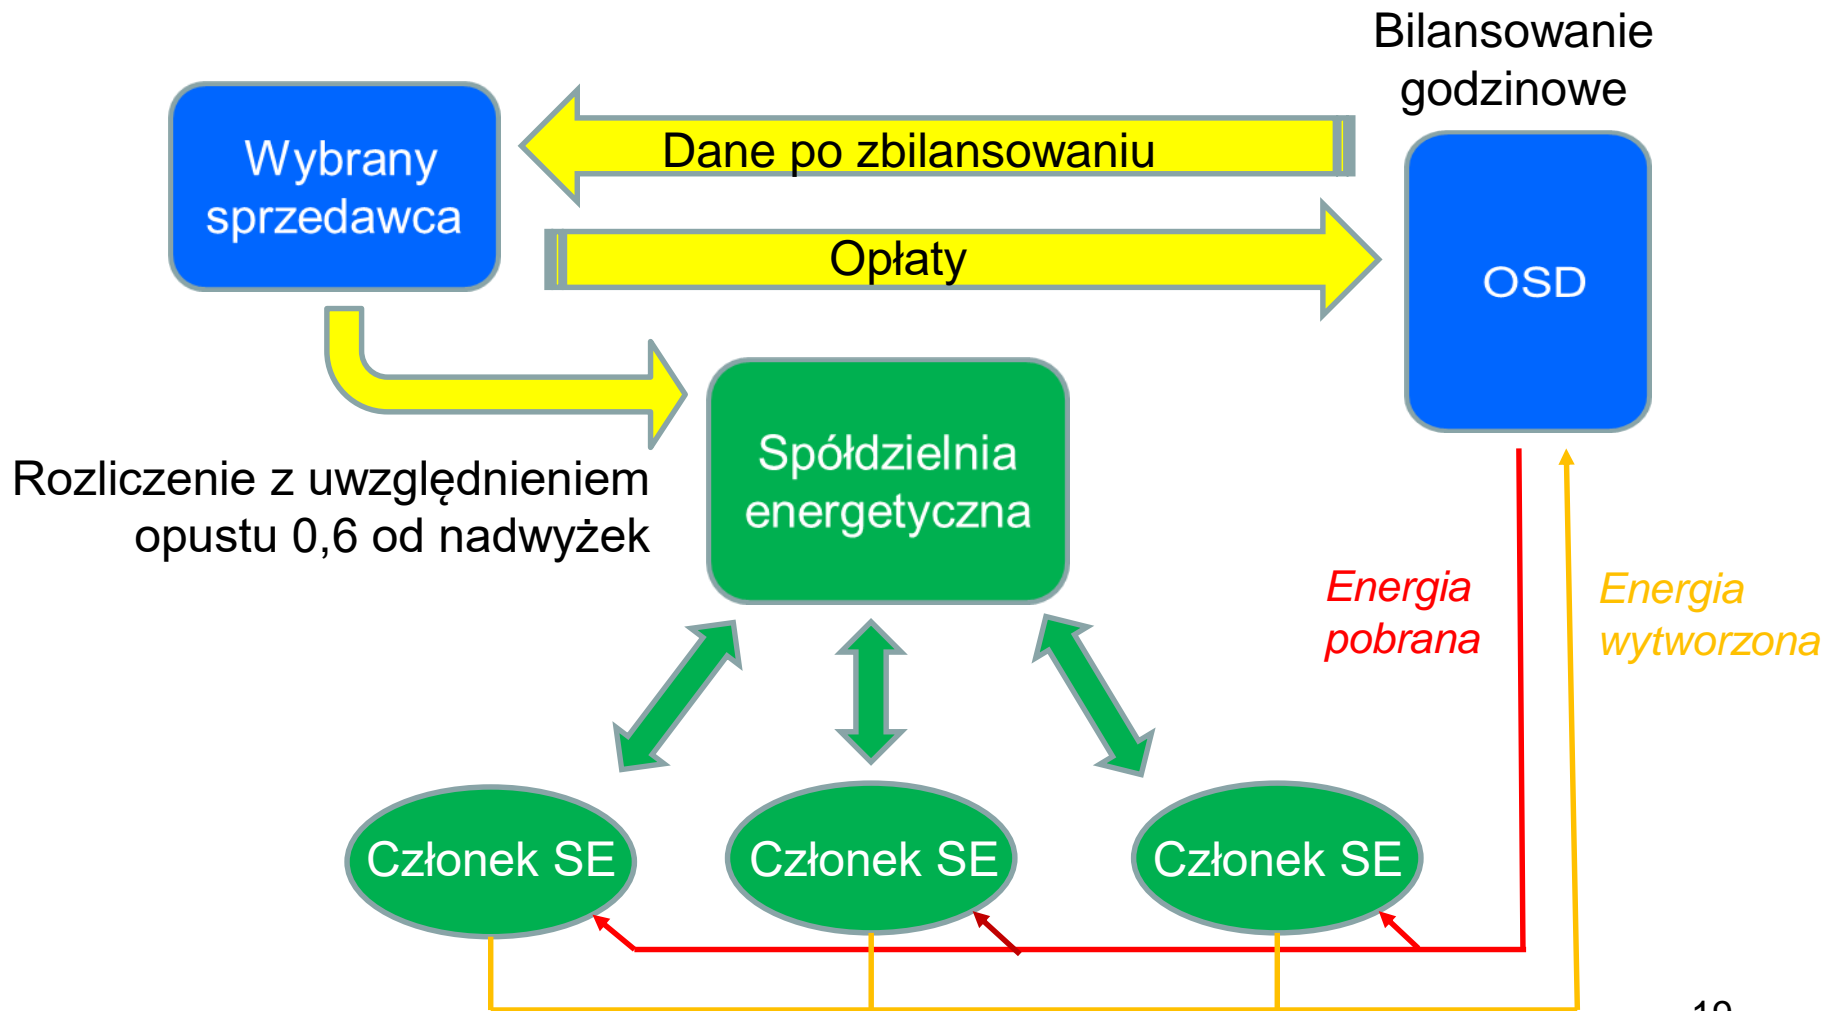 Bilansowanie
godzinowe
Wybrany
sprzedawca
Dane po zbilansowaniu
Opłaty
OSD
Spółdzielnia
energetyczna
Rozliczenie z uwzględnieniem
opustu 0,6 od nadwyżek
Energia
pobrana
Energia
wytworzona
Członek SE
Członek SE
Członek SE